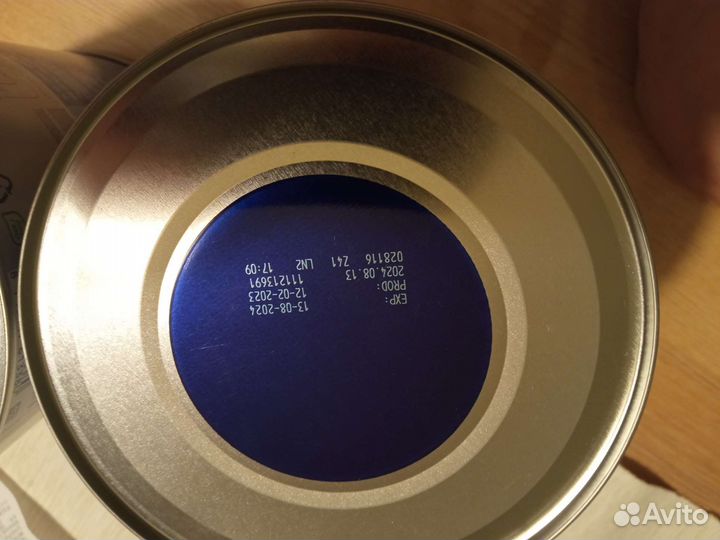 EXP: 13-08-2024
PROD: 12-02-2023
2024.08.13 111213691
028116 Z41 LN2 17:09
Avito